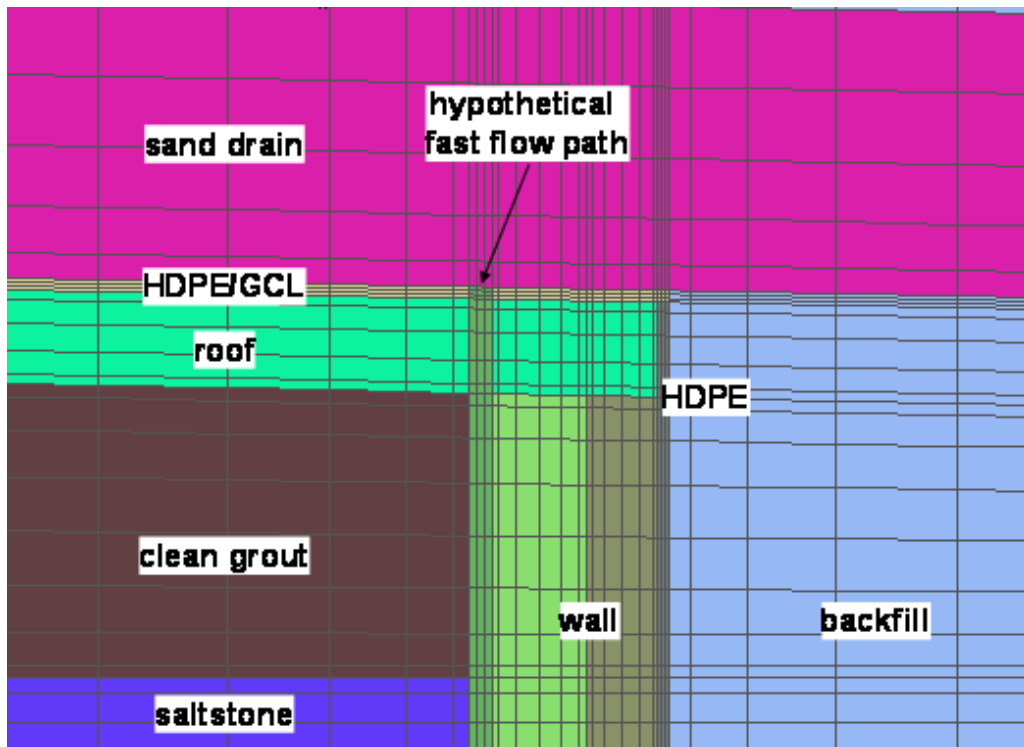 hypothetical
fast flow path
sand drain
HDPE/GCL
roof
HDPE
clean grout
wall
backfill
saltstone